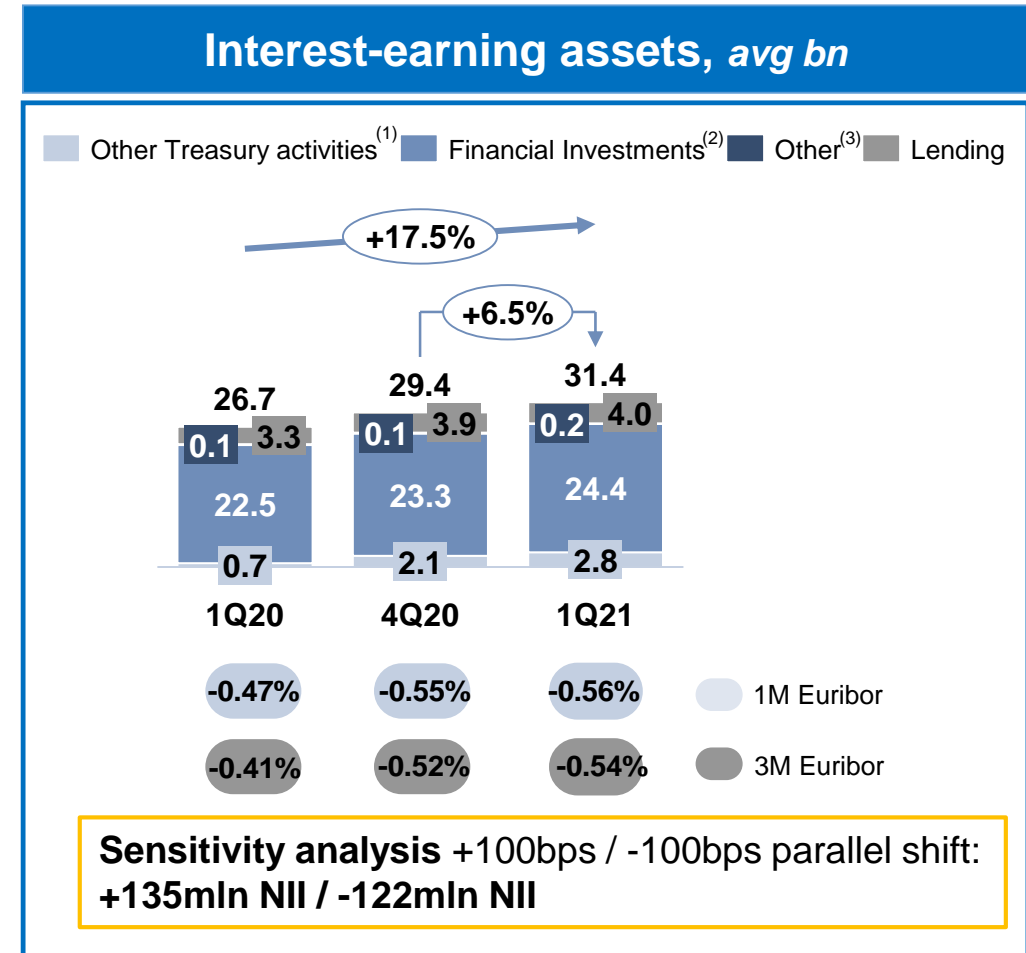 Interest-earning assets, avg bn
Other Treasury activities(1) Financial Investments(2) Other(3) Lending
+17.5%
+6.5%
26.7 29.4 31.4
0.1 3.3 0.1 3.9 0.2 4.0
22.5 23.3 24.4
0.7 2.1 2.8
1Q20 4Q20 1Q21
-0.47% -0.55% -0.56% 1M Euribor
-0.41% -0.52% -0.54% 3M Euribor
Sensitivity analysis +100bps / -100bps parallel shift:
+135mln NII / -122mln NII